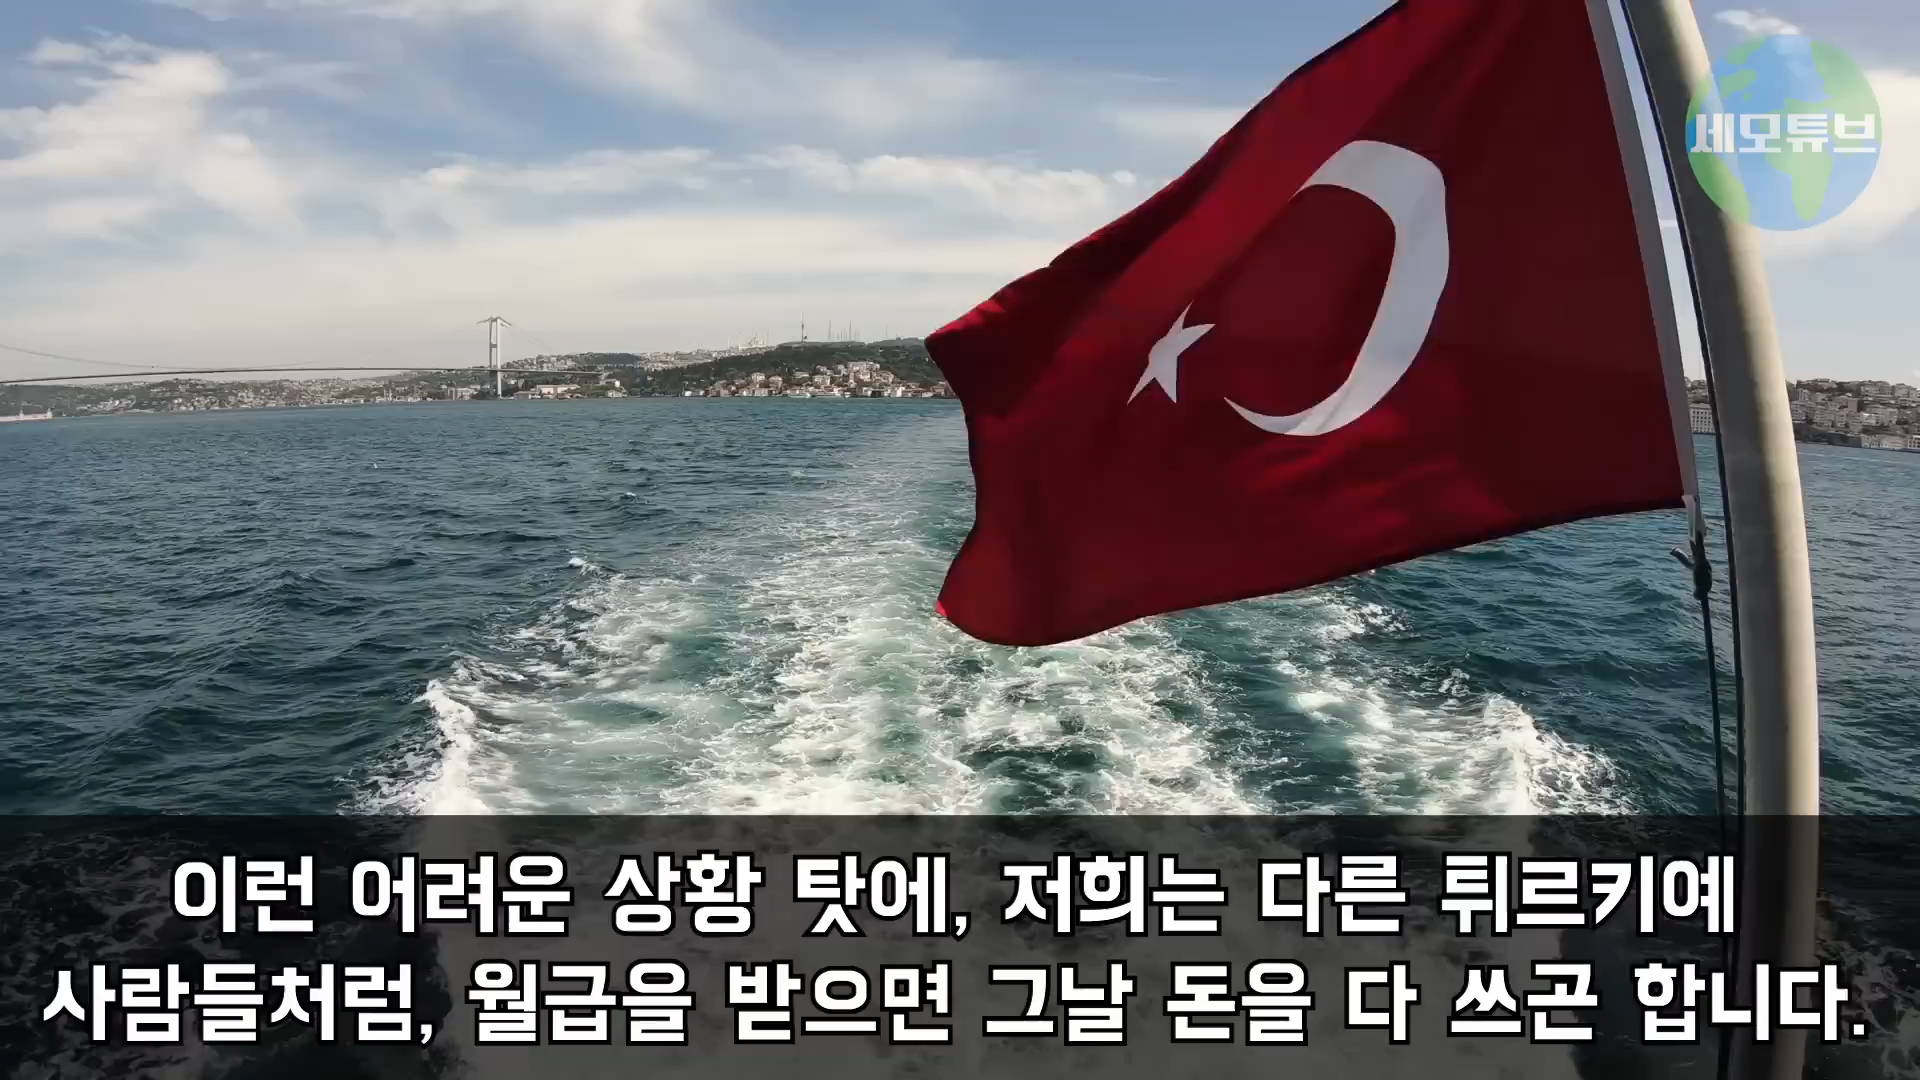 세모튜브
이런 어려운 상황 탓에, 저희는 다른 튀르키예
사람들처럼, 월급을 받으면 그날 돈을 다 쓰곤 합니다.